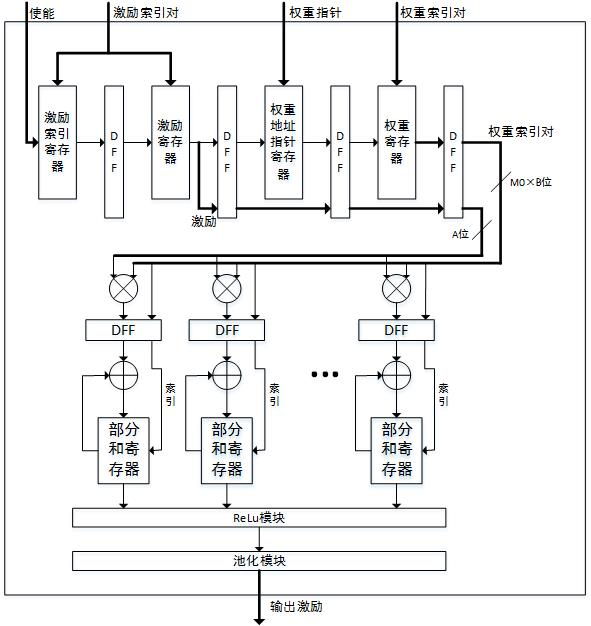 使能
激励索引对
权重指针
权重索引对
激励
索引寄
存器
DFF
激励
寄存
器
DFF
权重
地址
指针
寄存
器
DFF
权重
寄存
器
DFF
权重索引对
M0×B位
激励
A位
DFF
DFF
DFF
索引
索引
•••
索引
部分
和寄
存器
部分
和寄
存器
部分
和寄
存器
ReLu模块
池化模块
输出激励